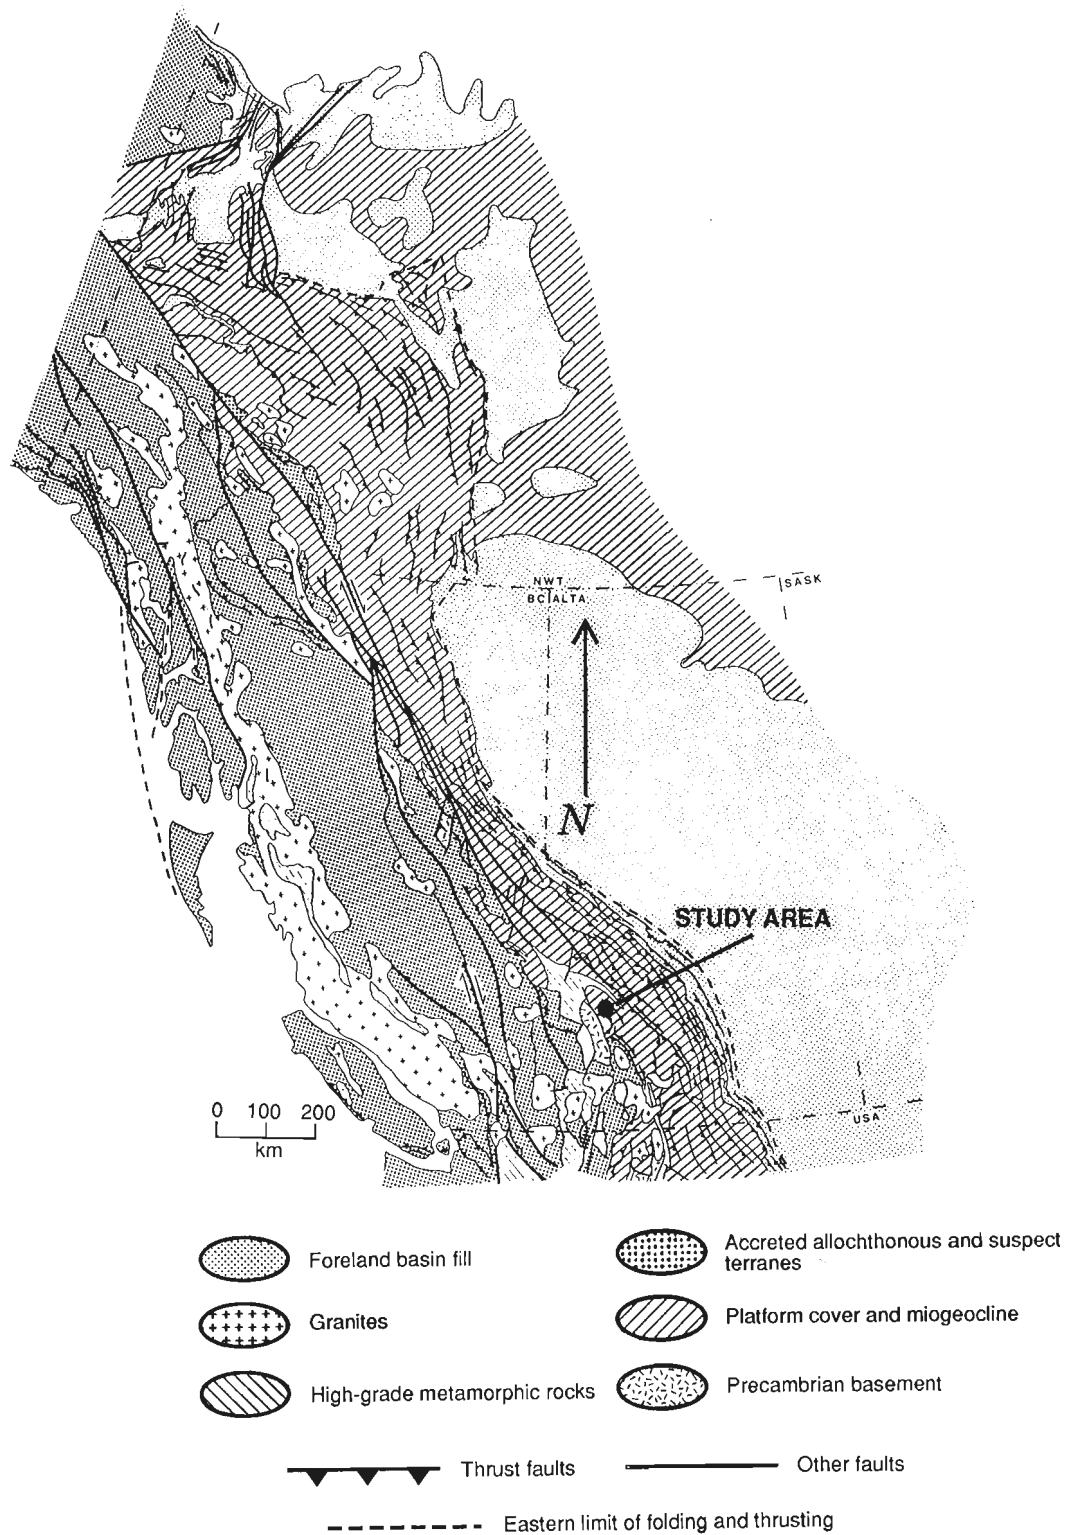 NWT
BC ALTA
SASK
N
STUDY AREA
USA
0 100 200
km
Foreland basin fill
Granites
High-grade metamorphic rocks
Accreted allochthonous and suspect
terranes
Platform cover and miogeocline
Precambrian basement
Thrust faults
Other faults
Eastern limit of folding and thrusting